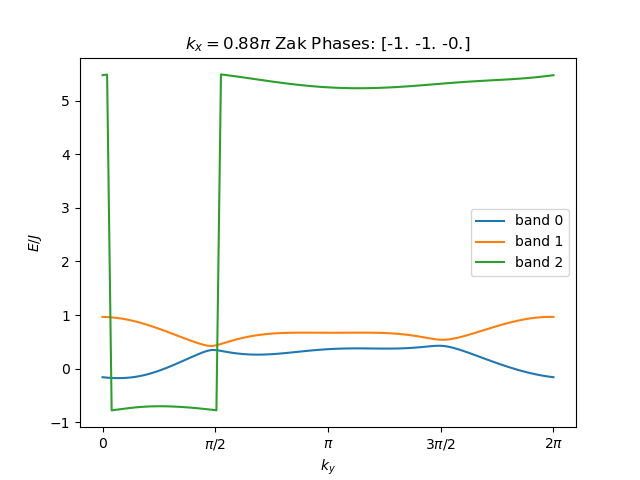 k_x = 0.88π Zak Phases: [-1. -1. -0.]
E/J
5
4
3
2
1
0
−1
band 0
band 1
band 2
0 π/2 π 3π/2 2π
k_y